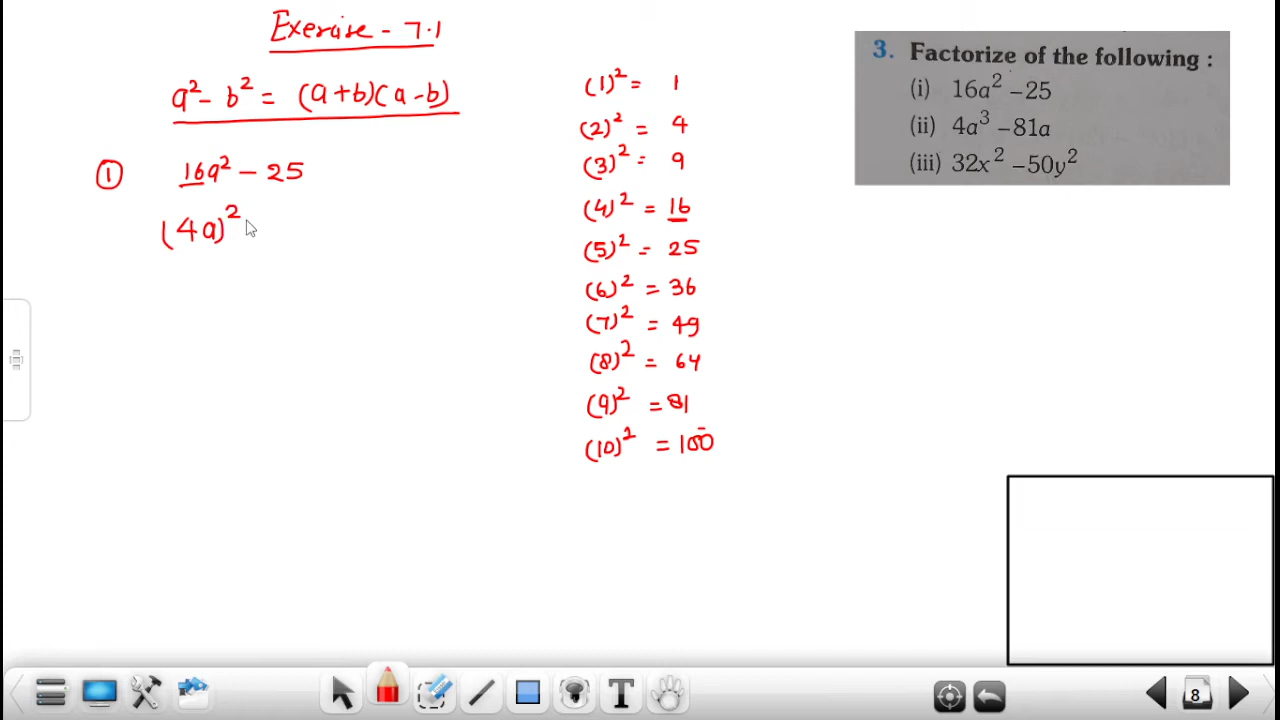 Exercise - 7.1
a² - b² = (a+b)(a-b)
① 16a² - 25
(4a)²
(1)² = 1
(2)² = 4
(3)² = 9
(4)² = 16
(5)² = 25
(6)² = 36
(7)² = 49
(8)² = 64
(9)² = 81
(10)² = 100
3. Factorize of the following :
(i) 16a² - 25
(ii) 4a³ - 81a
(iii) 32x² - 50y²
T
8